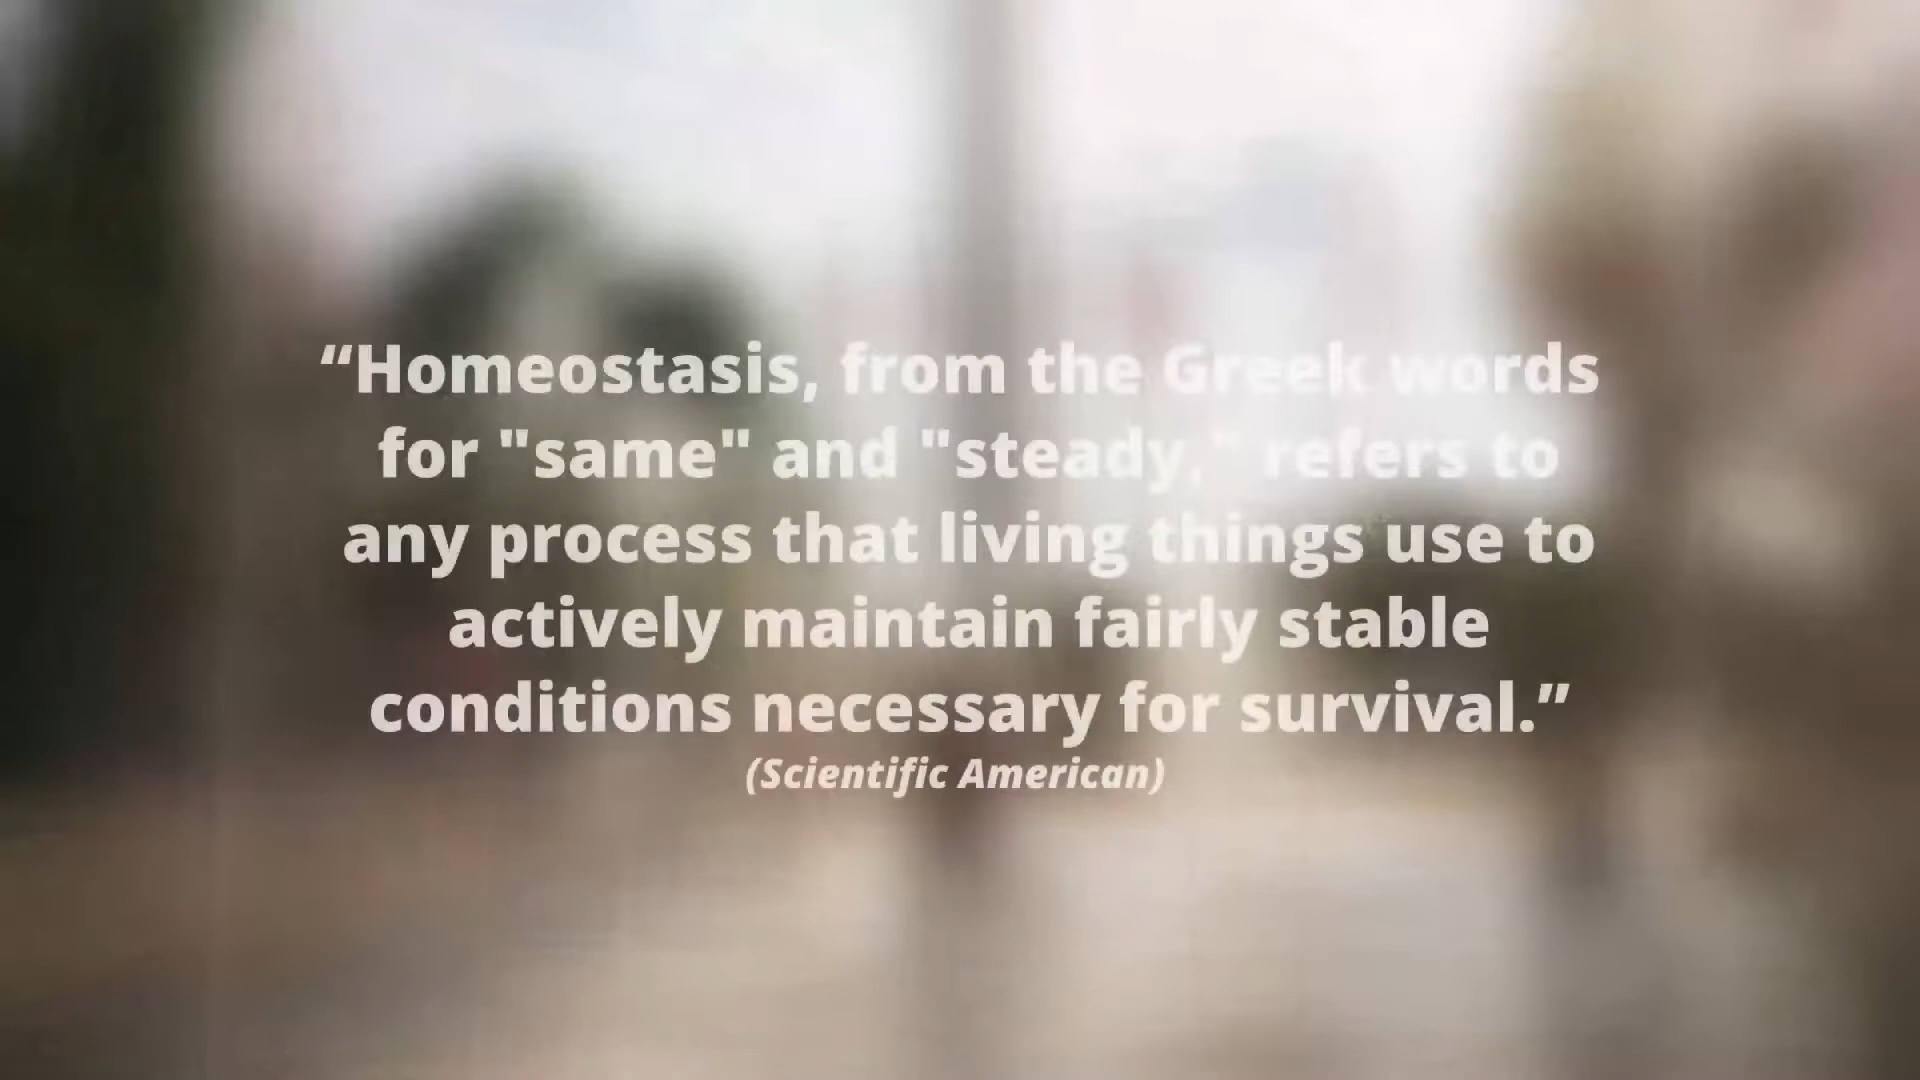 “Homeostasis, from the Greek words
for "same" and "steady," refers to
any process that living things use to
actively maintain fairly stable
conditions necessary for survival.”
(Scientific American)